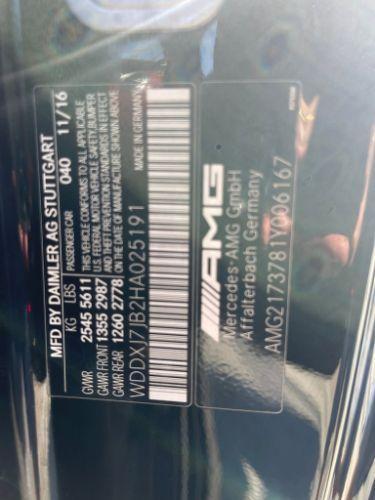 MFD BY DAIMLER AG STUTTGART
KG LBS PASSENGER CAR 040 11/16
GVWR 2545 5611
GAWR FRONT 1355 2987
GAWR REAR 1260 2778
THIS VEHICLE CONFORMS TO ALL APPLICABLE
U.S. FEDERAL MOTOR VEHICLE SAFETY, BUMPER
AND THEFT PREVENTION STANDARDS IN EFFECT
ON THE DATE OF MANUFACTURE SHOWN ABOVE
WDDXJ7JB2HA025191
MADE IN GERMANY
AMG
Mercedes-AMG GmbH
Affalterbach Germany
AMG2173781Y006167